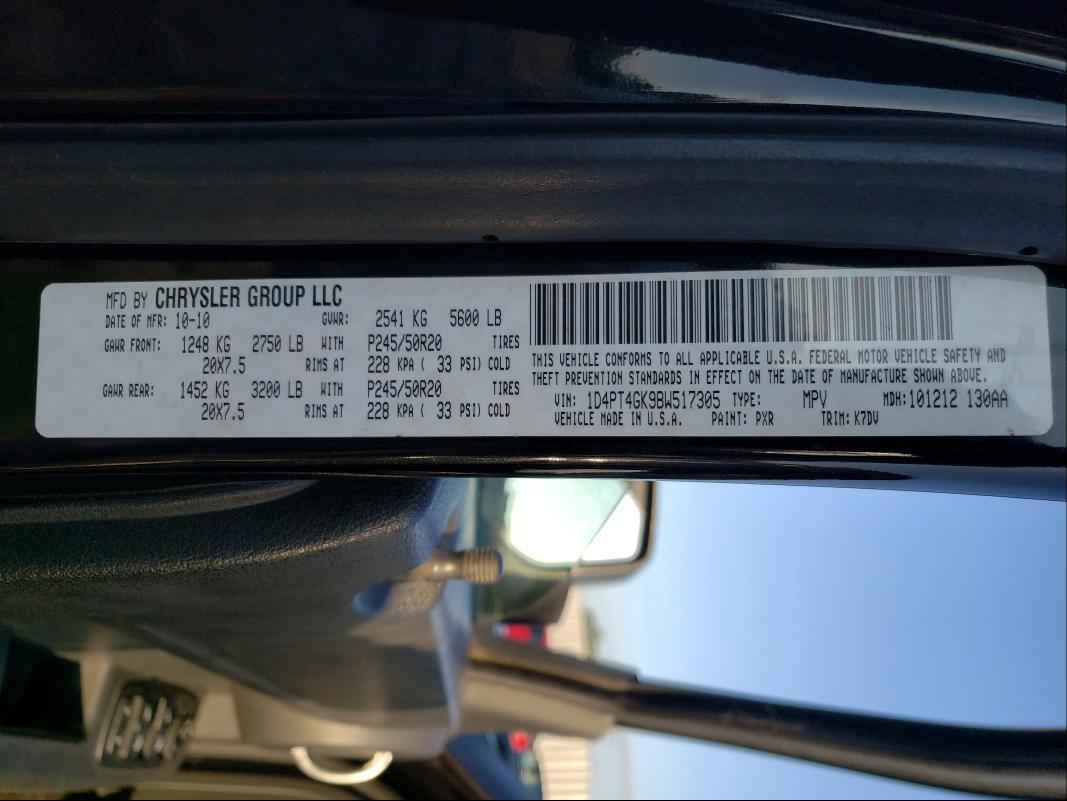 MFD BY CHRYSLER GROUP LLC
DATE OF MFR: 10-10 GVWR: 2541 KG 5600 LB
GAWR FRONT: 1248 KG 2750 LB WITH P245/50R20 TIRES
20X7.5 RIMS AT 228 KPA ( 33 PSI) COLD
GAWR REAR: 1452 KG 3200 LB WITH P245/50R20 TIRES
20X7.5 RIMS AT 228 KPA ( 33 PSI) COLD
THIS VEHICLE CONFORMS TO ALL APPLICABLE U.S.A. FEDERAL MOTOR VEHICLE SAFETY AND
THEFT PREVENTION STANDARDS IN EFFECT ON THE DATE OF MANUFACTURE SHOWN ABOVE.
VIN: 1D4PT4GK9BW517305 TYPE: MPV MDH: 101212 130AA
VEHICLE MADE IN U.S.A. PAINT: PXR TRIM: K7DV